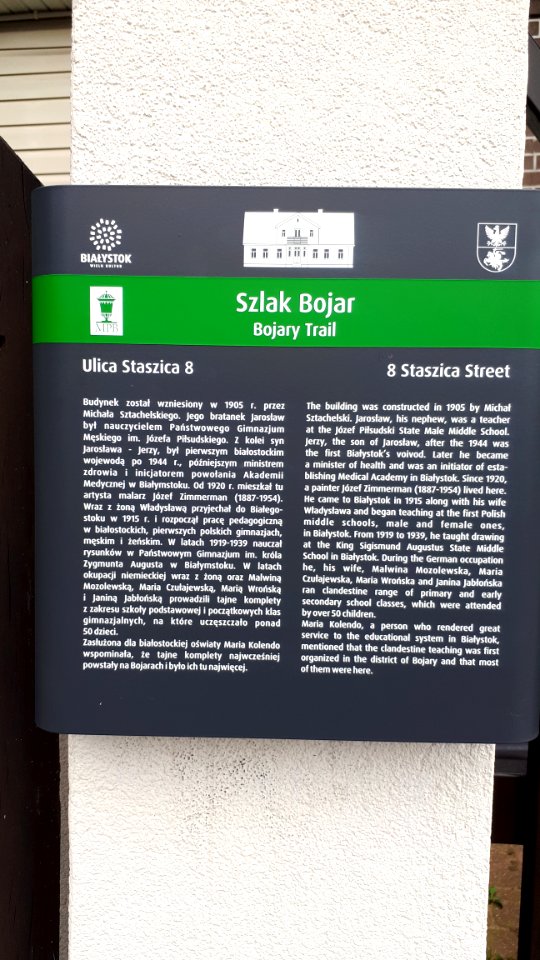 BIAŁYSTOK
WIELU KULTUR
MPB
Szlak Bojar
Bojary Trail
Ulica Staszica 8
Budynek został wzniesiony w 1905 r. przez
Michała Sztachelskiego. Jego bratanek Jarosław
był nauczycielem Państwowego Gimnazjum
Męskiego im. Józefa Piłsudskiego. Z kolei syn
Jarosława - Jerzy, był pierwszym białostockim
wojewodą po 1944 r., późniejszym ministrem
zdrowia i inicjatorem powołania Akademii
Medycznej w Białymstoku. Od 1920 r. mieszkał tu
artysta malarz Józef Zimmerman (1887-1954).
Wraz z żoną Władysławą przyjechał do Białego-
stoku w 1915 r. i rozpoczął pracę pedagogiczną
w białostockich, pierwszych polskich gimnazjach,
męskim i żeńskim. W latach 1919-1939 nauczał
rysunków w Państwowym Gimnazjum im. króla
Zygmunta Augusta w Białymstoku. W latach
okupacji niemieckiej wraz z żoną oraz Malwiną
Mozolewską, Maria Czułajewską, Marią Wrońską
i Janiną Jabłońską prowadzili tajne komplety
z zakresu szkoły podstawowej i początkowych klas
gimnazjalnych, na które uczęszczało ponad
50 dzieci.
Zasłużona dla białostockiej oświaty Maria Kolendo
wspominała, że tajne komplety najwcześniej
powstały na Bojarach i było ich tu najwięcej.
8 Staszica Street
The building was constructed in 1905 by Michał
Sztachelski. Jarosław, his nephew, was a teacher
at the Józef Piłsudski State Male Middle School.
Jerzy, the son of Jarosław, after the 1944 was
the first Białystok's voivod. Later he became
a minister of health and was an initiator of esta-
blishing Medical Academy in Białystok. Since 1920,
a painter Józef Zimmerman (1887-1954) lived here.
He came to Białystok in 1915 along with his wife
Władysława and began teaching at the first Polish
middle schools, male and female ones,
in Białystok. From 1919 to 1939, he taught drawing
at the King Sigismund Augustus State Middle
School in Białystok. During the German occupation
he, his wife, Malwina Mozolewska, Maria
Czułajewska, Maria Wrońska and Janina Jabłońska
ran clandestine range of primary and early
secondary school classes, which were attended
by over 50 children.
Maria Kolendo, a person who rendered great
service to the educational system in Białystok,
mentioned that the clandestine teaching was first
organized in the district of Bojary and that most
of them were here.